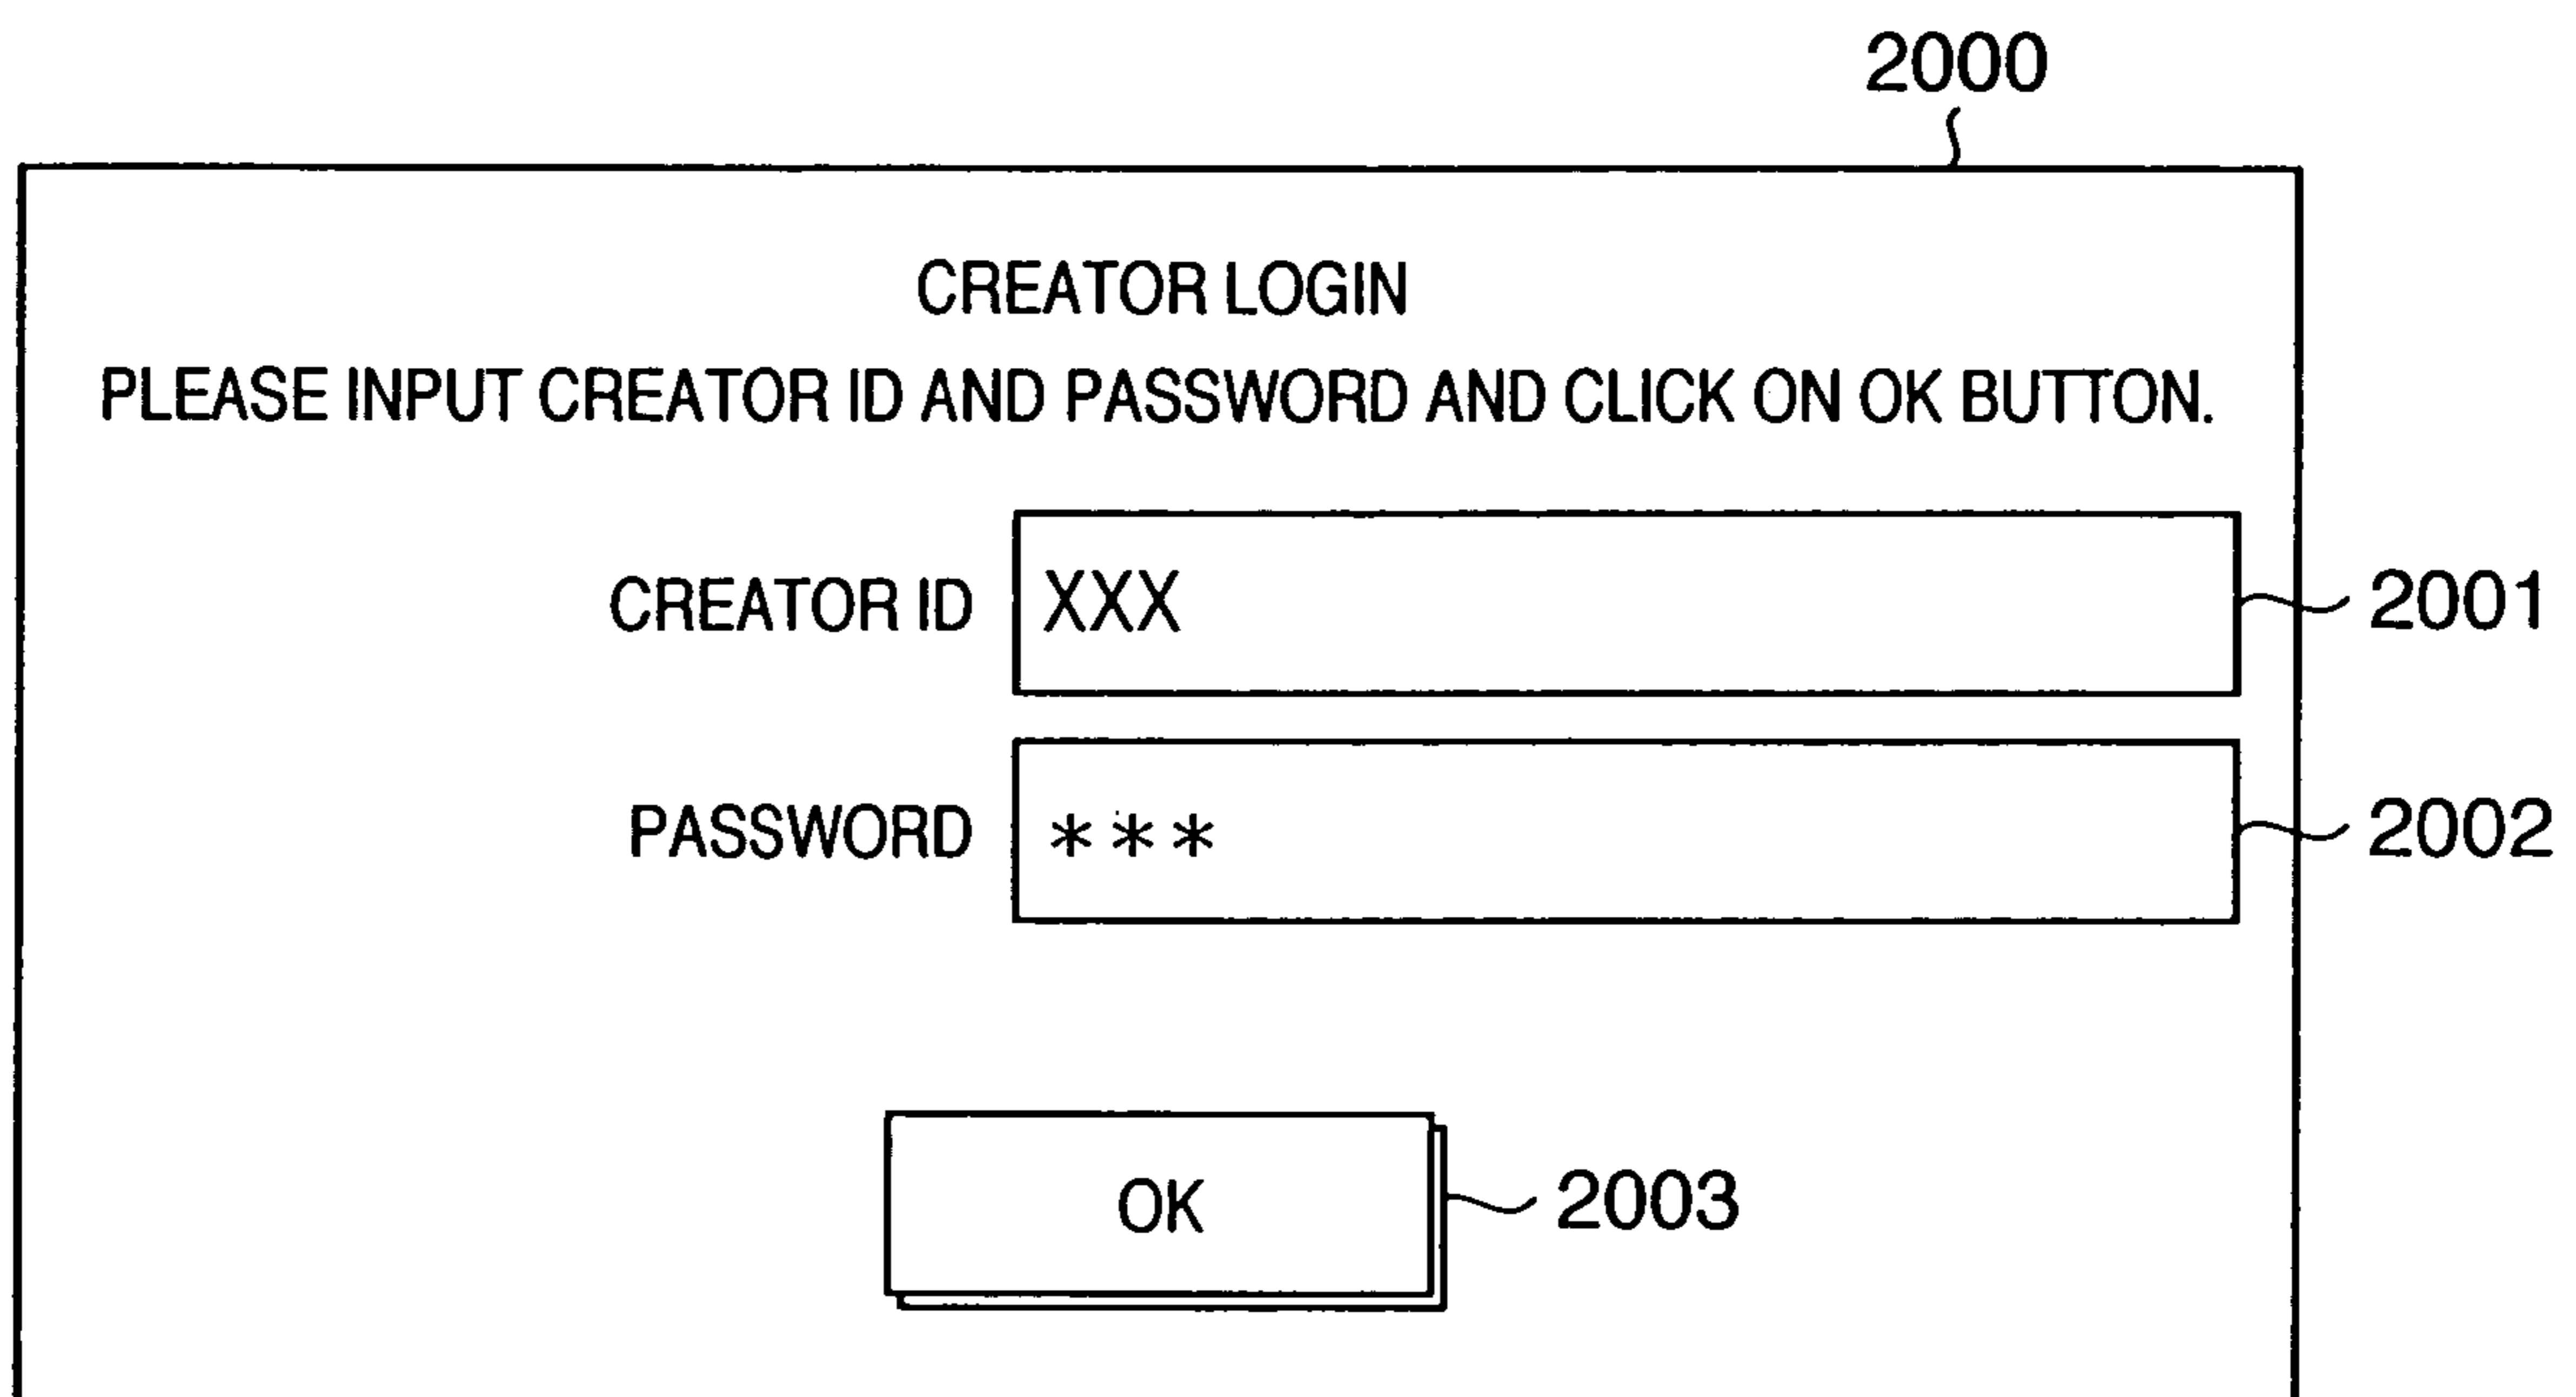 2000
CREATOR LOGIN
PLEASE INPUT CREATOR ID AND PASSWORD AND CLICK ON OK BUTTON.
CREATOR ID XXX 2001
PASSWORD *** 2002
OK 2003